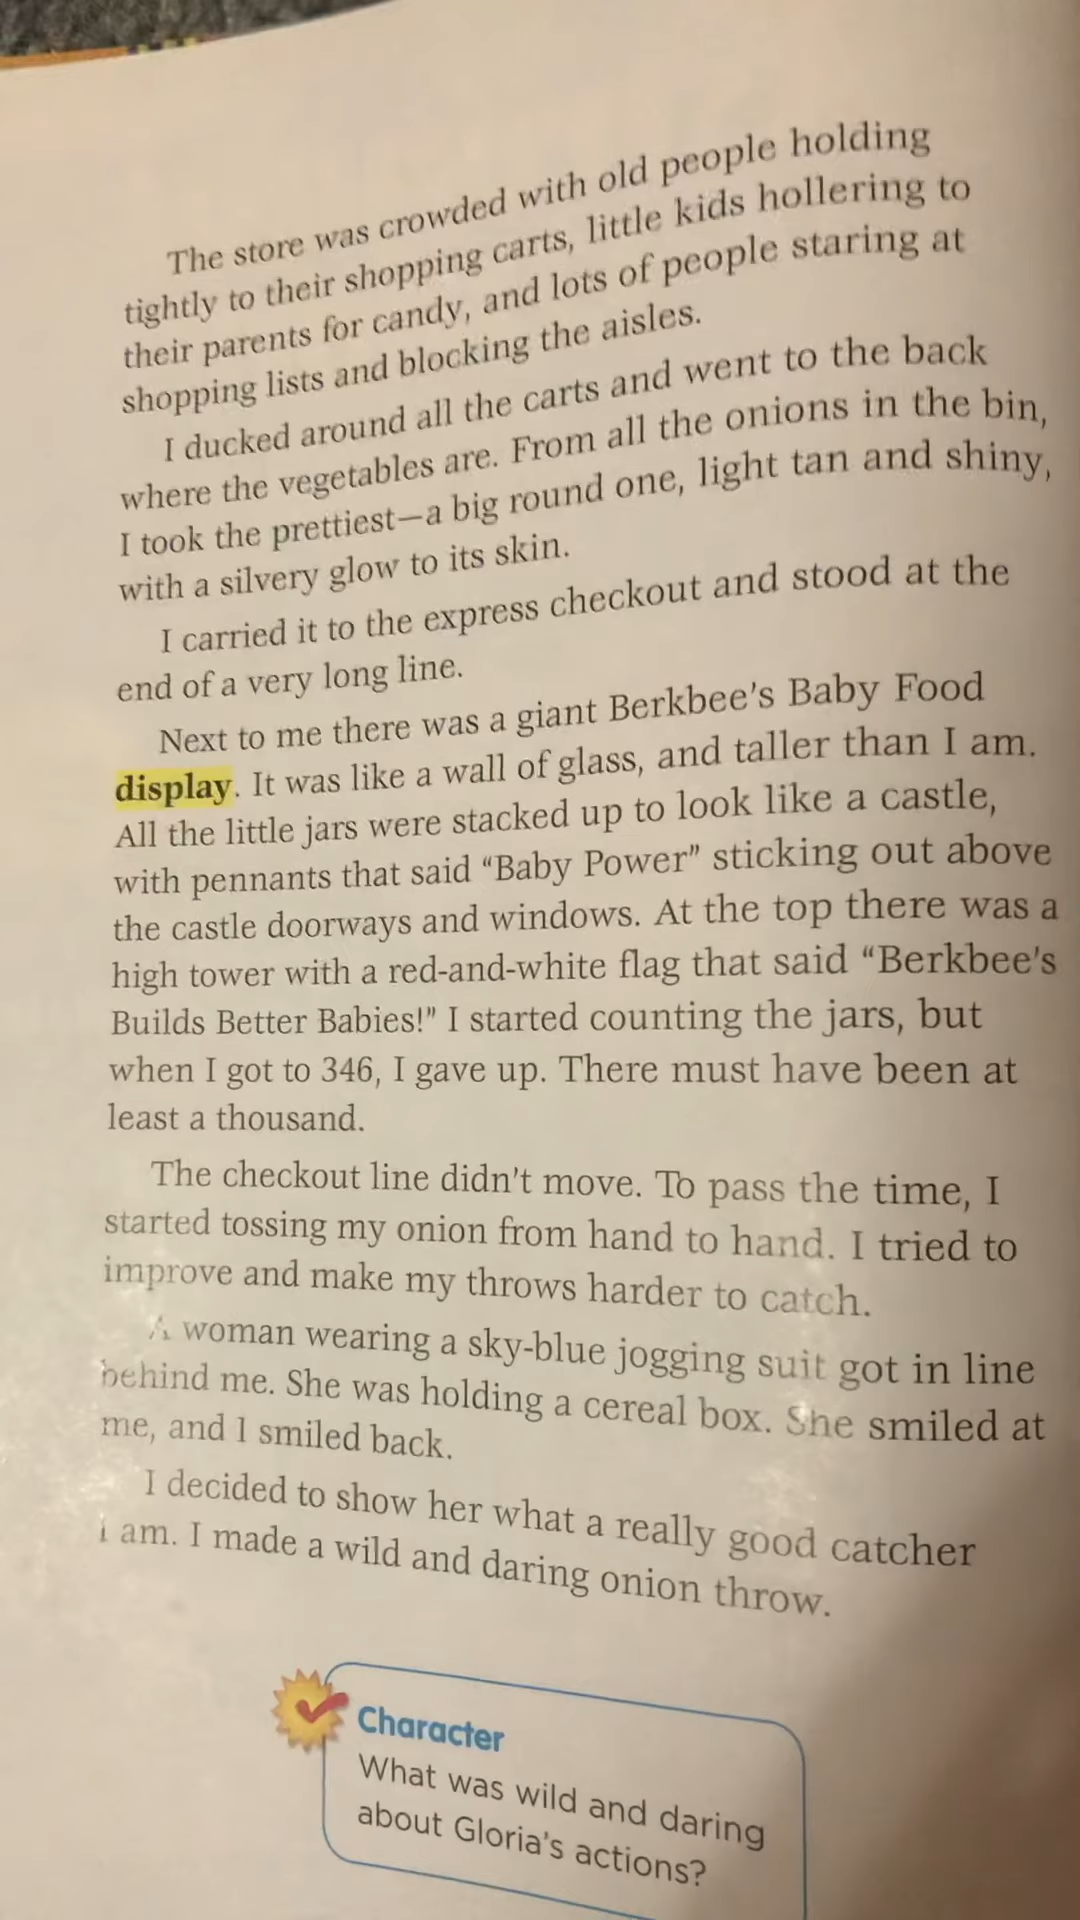 The store was crowded with old people holding
tightly to their shopping carts, little kids hollering to
their parents for candy, and lots of people staring at
shopping lists and blocking the aisles.
I ducked around all the carts and went to the back
where the vegetables are. From all the onions in the bin,
I took the prettiest—a big round one, light tan and shiny,
with a silvery glow to its skin.
I carried it to the express checkout and stood at the
end of a very long line.
Next to me there was a giant Berkbee's Baby Food
display. It was like a wall of glass, and taller than I am.
All the little jars were stacked up to look like a castle,
with pennants that said “Baby Power” sticking out above
the castle doorways and windows. At the top there was a
high tower with a red-and-white flag that said “Berkbee's
Builds Better Babies!” I started counting the jars, but
when I got to 346, I gave up. There must have been at
least a thousand.
The checkout line didn't move. To pass the time, I
started tossing my onion from hand to hand. I tried to
improve and make my throws harder to catch.
A woman wearing a sky-blue jogging suit got in line
behind me. She was holding a cereal box. She smiled at
me, and I smiled back.
I decided to show her what a really good catcher
I am. I made a wild and daring onion throw.
Character
What was wild and daring
about Gloria's actions?